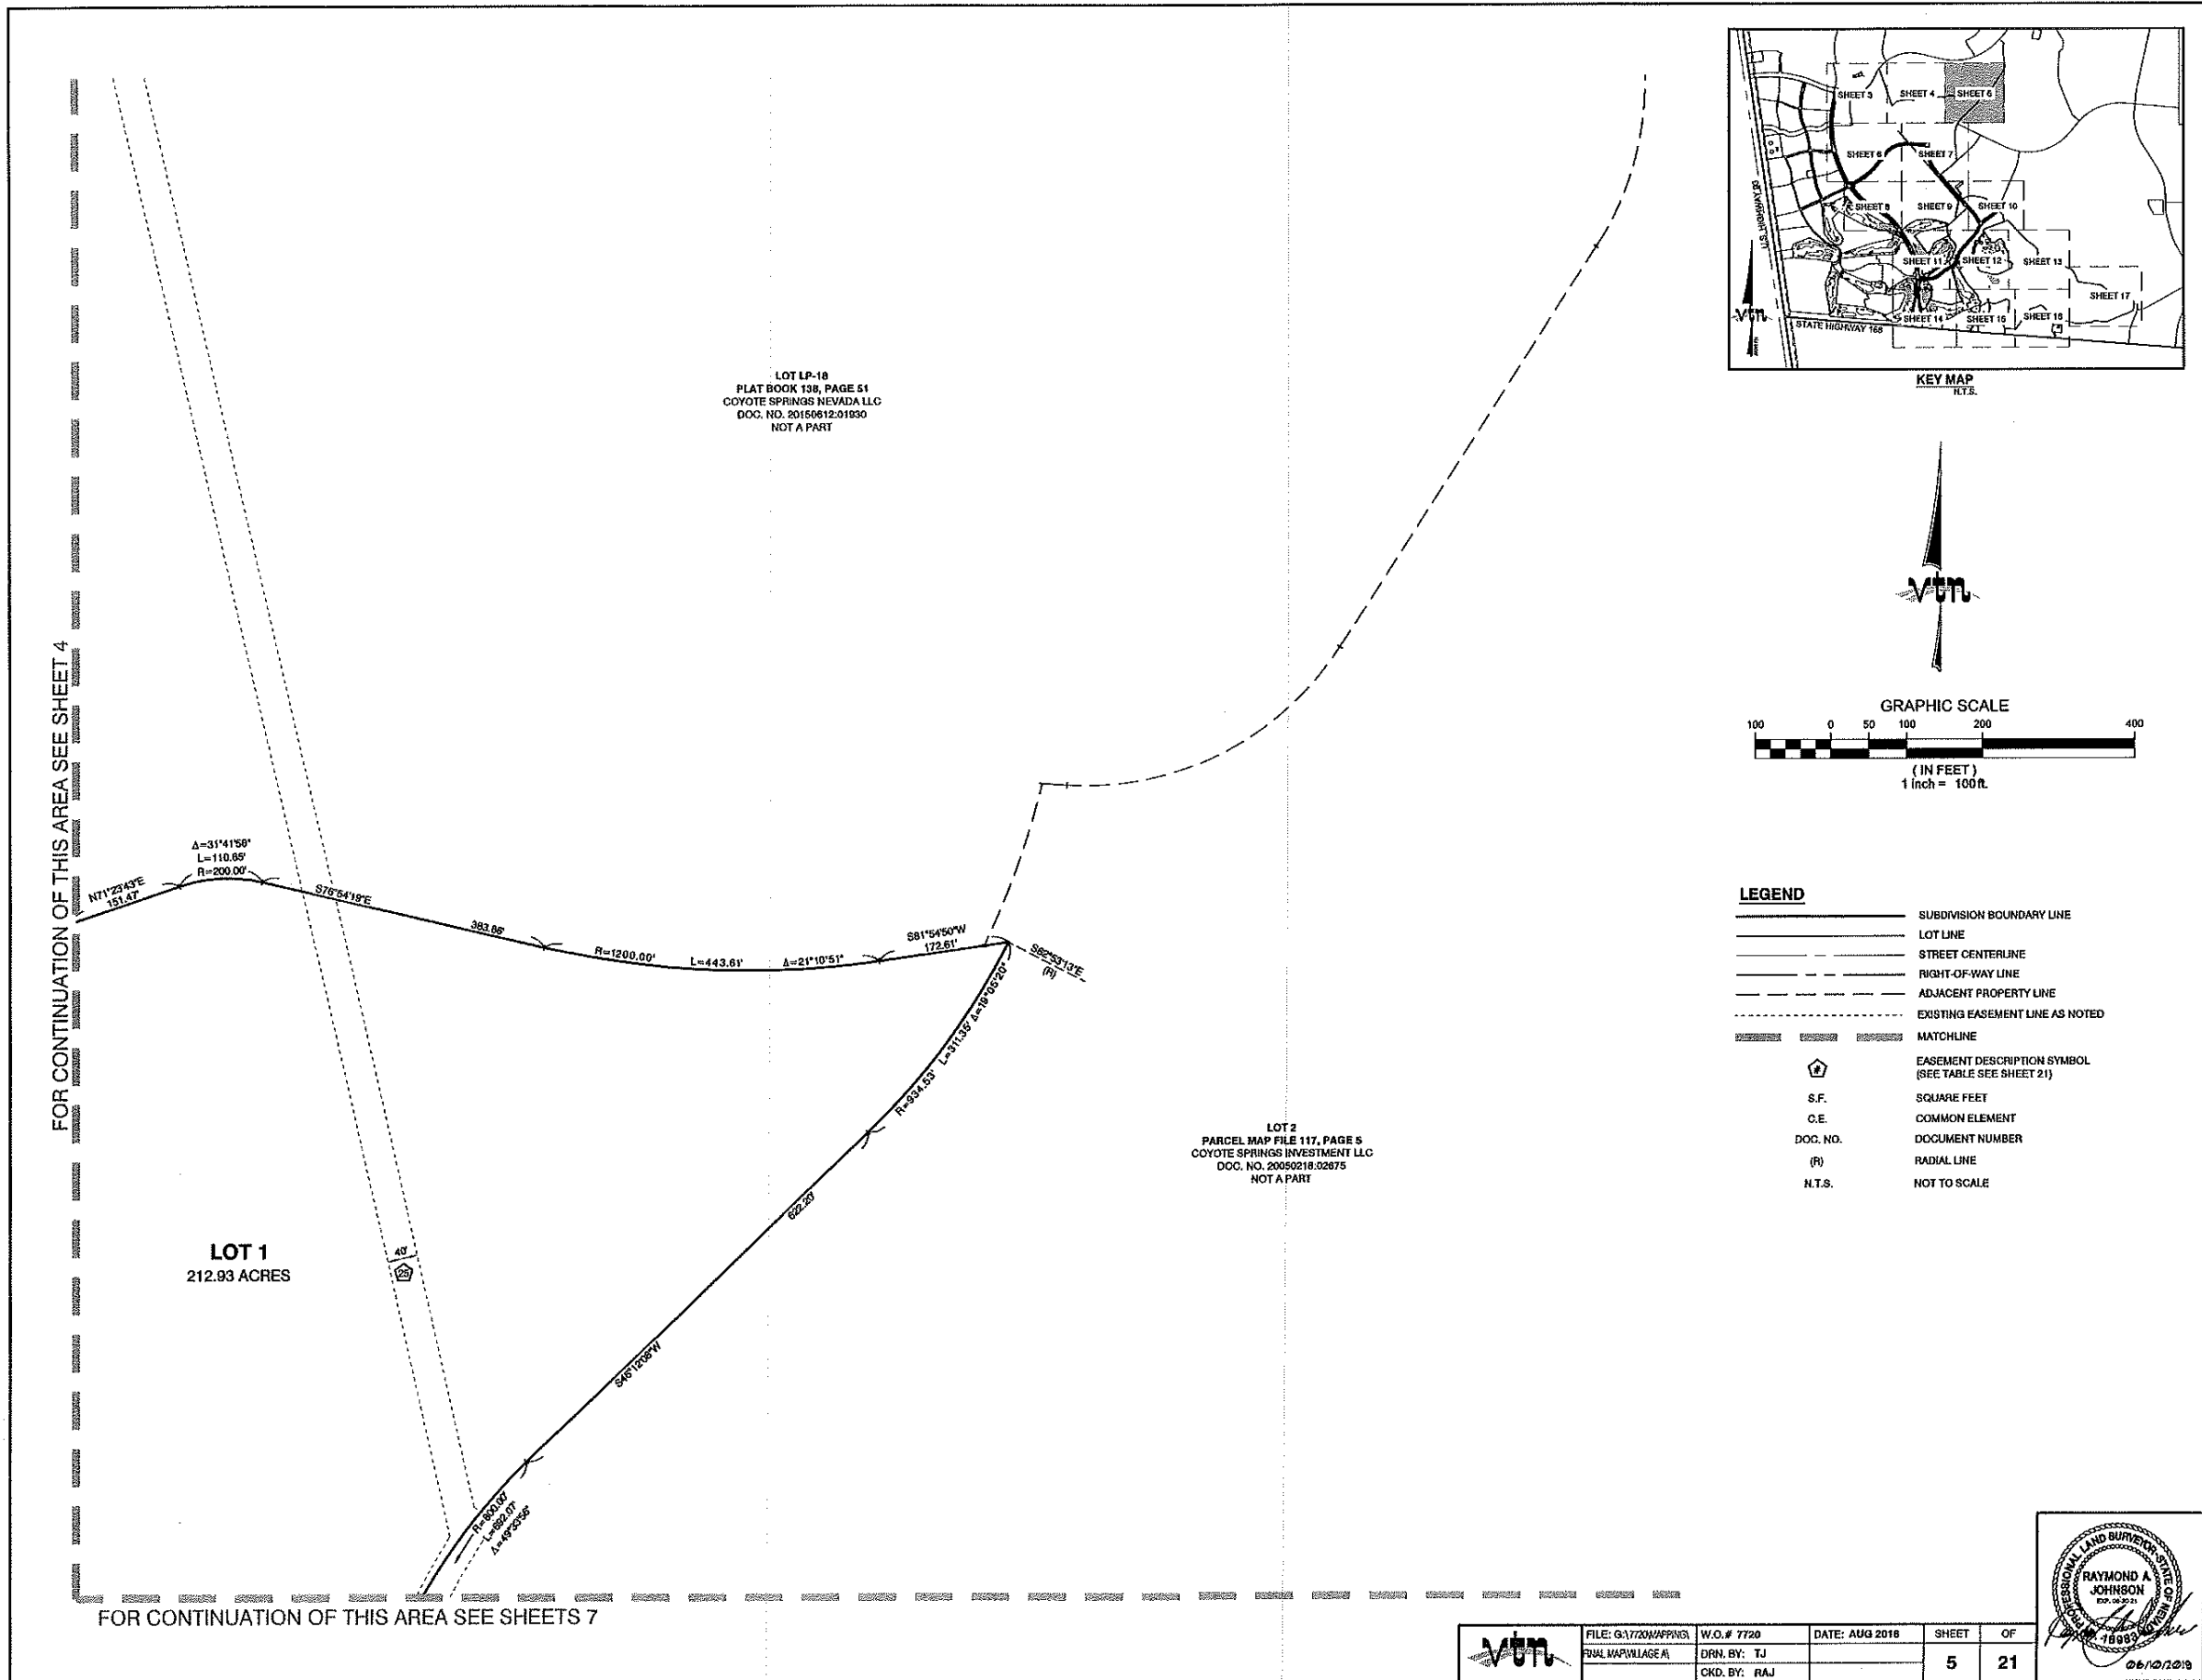 SHEET 3
SHEET 4
SHEET 6
SHEET 7
SHEET 8
SHEET 9
SHEET 10
SHEET 11
SHEET 12
SHEET 13
SHEET 14
SHEET 15
SHEET 17
U.S. HIGHWAY 93
STATE HIGHWAY 168
vtn
KEY MAP
N.T.S.
LOT LP-18
PLAT BOOK 138, PAGE 51
COYOTE SPRINGS NEVADA LLC
DOC. NO. 20150612:01930
NOT A PART
vtn
GRAPHIC SCALE
100 0 50 100 200 400
( IN FEET )
1 inch = 100 ft.
FOR CONTINUATION OF THIS AREA SEE SHEET 4
N71°23'43"E
151.47'
Δ=31°41'58"
L=110.65'
R=200.00'
S76°54'19"E
383.86'
R=1200.00' L=443.61' Δ=21°10'51"
S81°54'50"W
172.61'
S62°53'13"E
(R)
R=934.53' L=311.35' Δ=19°05'20"
622.20'
S46°12'08"W
R=800.00'
L=692.07'
Δ=49°33'56"
LOT 1
212.93 ACRES
40'
25
LOT 2
PARCEL MAP FILE 117, PAGE 5
COYOTE SPRINGS INVESTMENT LLC
DOC. NO. 20050218:02675
NOT A PART
LEGEND
SUBDIVISION BOUNDARY LINE
LOT LINE
STREET CENTERLINE
RIGHT-OF-WAY LINE
ADJACENT PROPERTY LINE
EXISTING EASEMENT LINE AS NOTED
MATCHLINE
# EASEMENT DESCRIPTION SYMBOL
(SEE TABLE SEE SHEET 21)
S.F. SQUARE FEET
C.E. COMMON ELEMENT
DOC. NO. DOCUMENT NUMBER
(R) RADIAL LINE
N.T.S. NOT TO SCALE
FOR CONTINUATION OF THIS AREA SEE SHEETS 7
vtn
FILE: G:\7720\MAPPING\
FINAL MAP\VILLAGE A\
W.O.# 7720
DRN. BY: TJ
CKD. BY: RAJ
DATE: AUG 2018
SHEET OF
5 21
PROFESSIONAL LAND SURVEYOR-STATE OF NEVADA
RAYMOND A.
JOHNSON
EXP. 06-30-21
06/10/2019